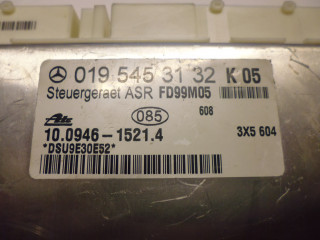 019 545 31 32 K 05
Steuergeraet ASR FD99M05
085 608
Ate 10.0946-1521.4 3X5 604
*DSU9E30E52*